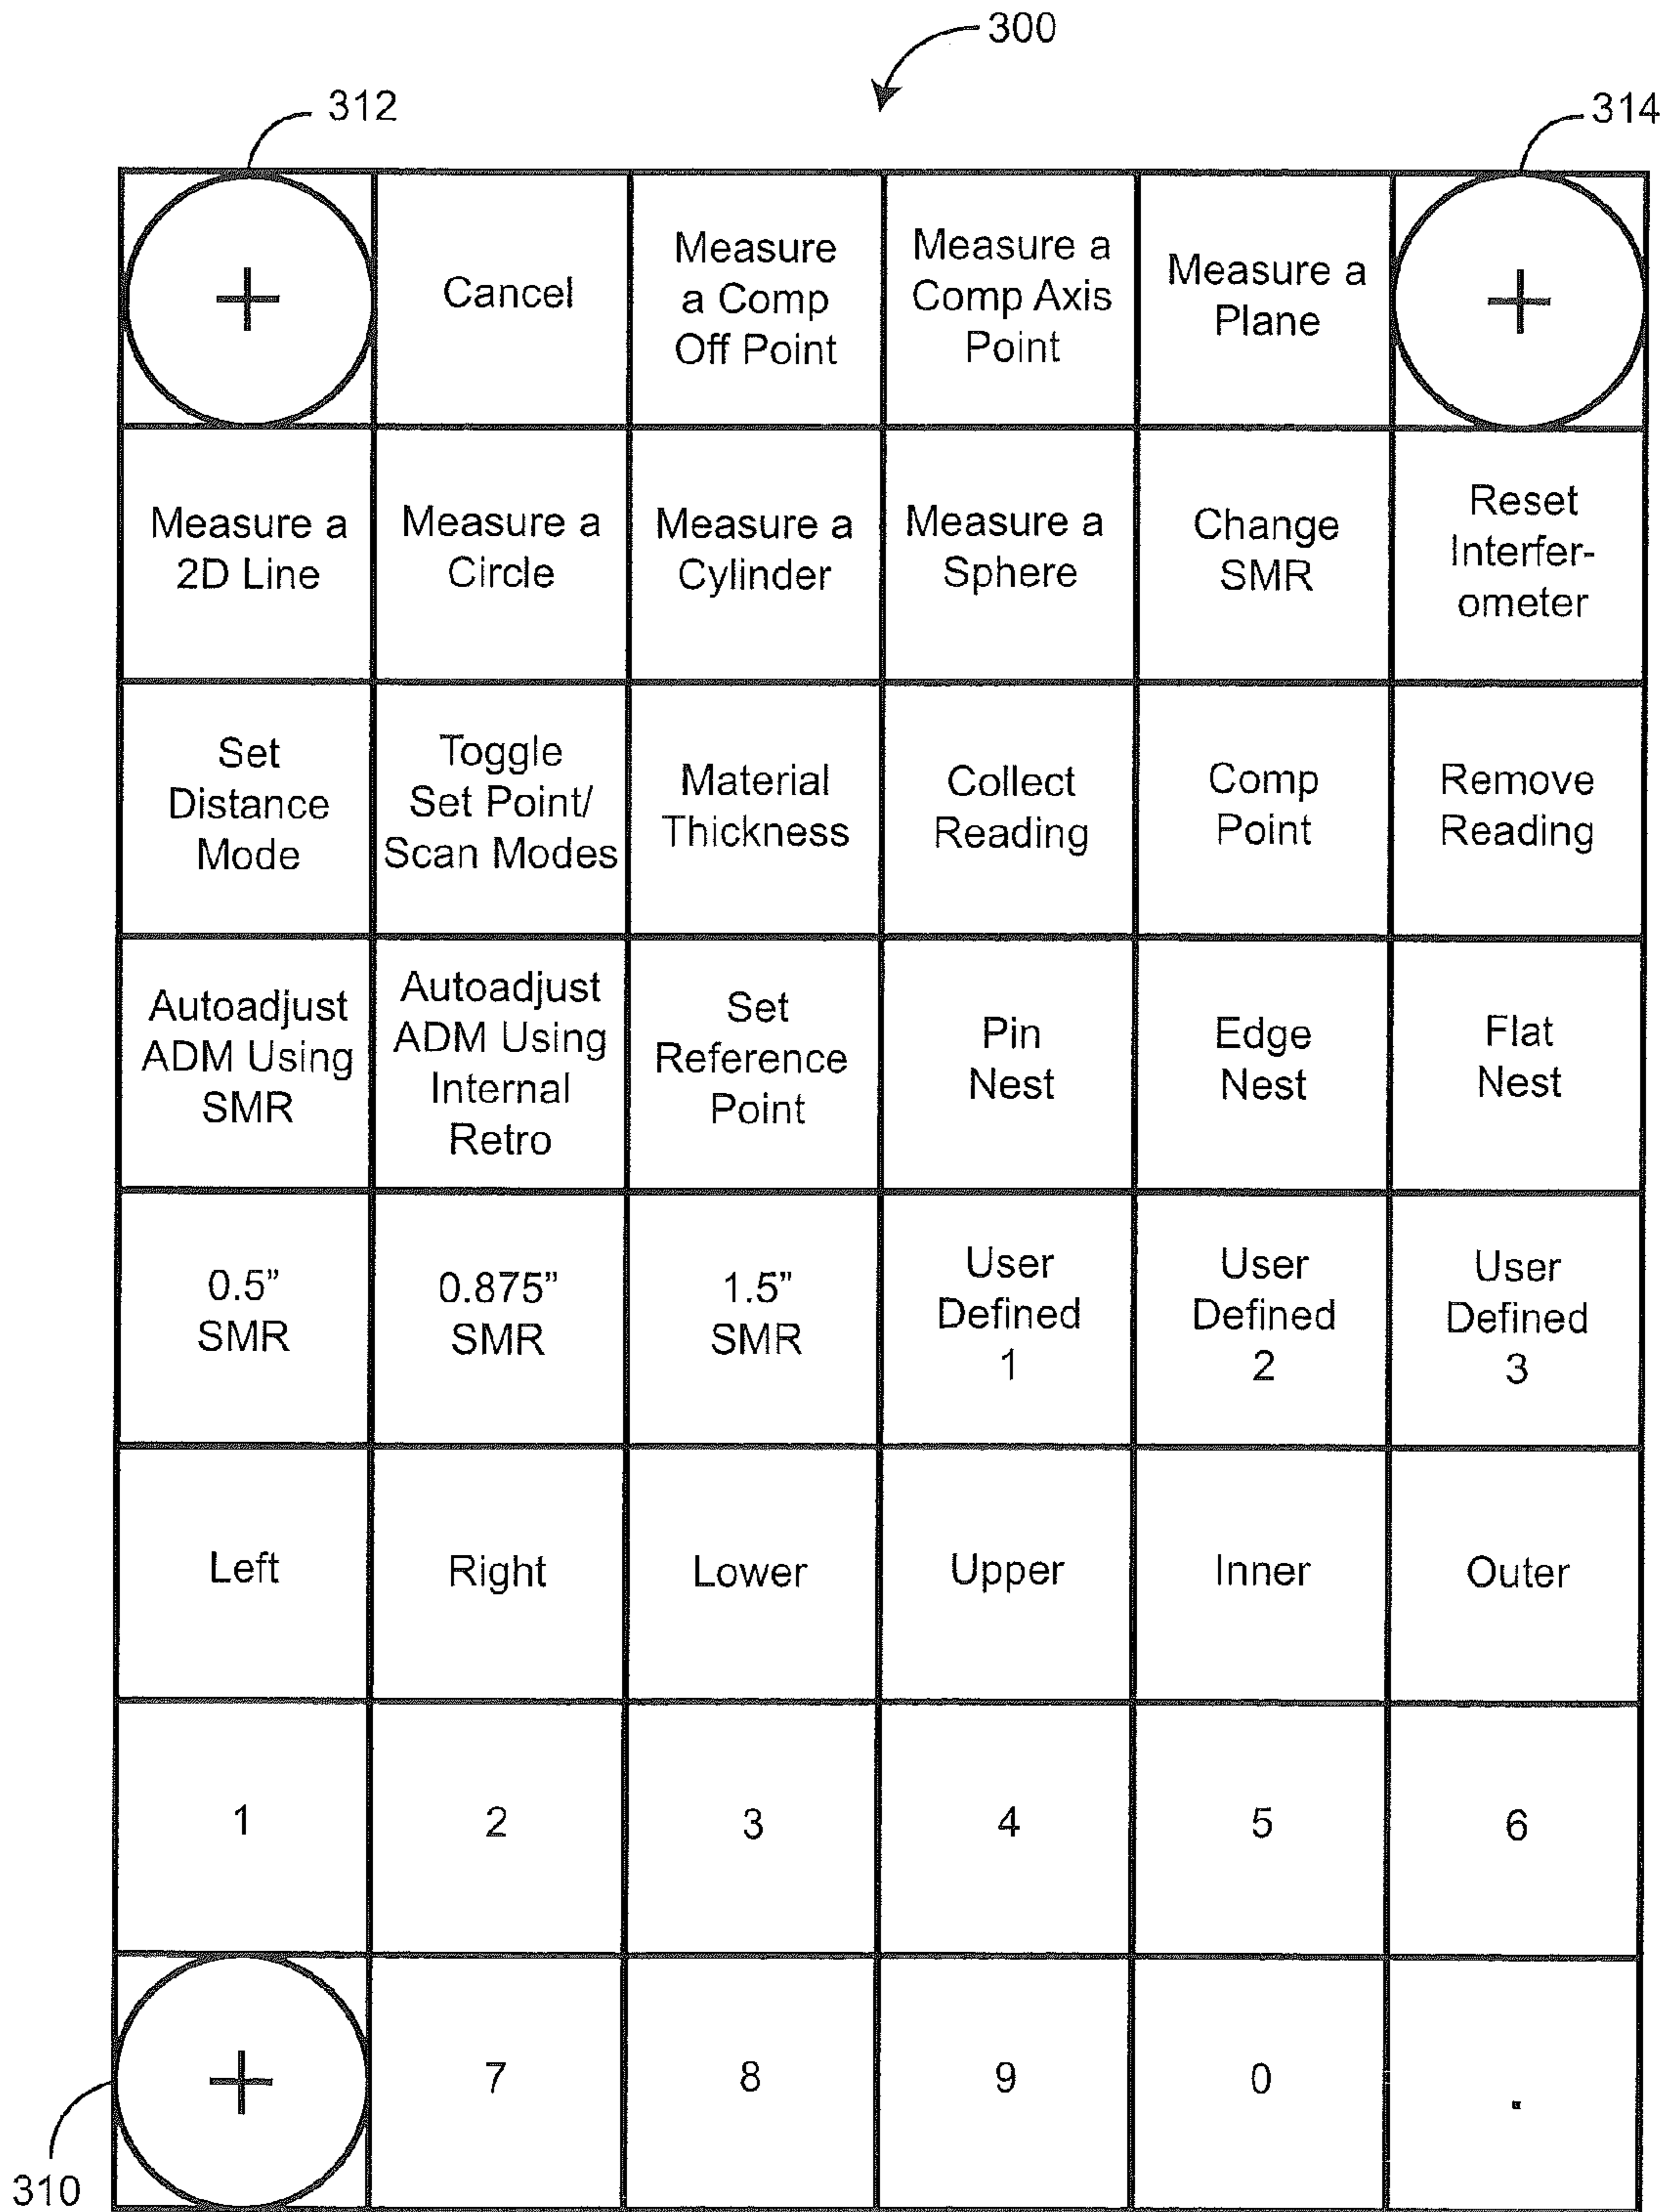 300
312
314
+
Cancel
Measure
a Comp
Off Point
Measure a
Comp Axis
Point
Measure a
Plane
+
Measure a
2D Line
Measure a
Circle
Measure a
Cylinder
Measure a
Sphere
Change
SMR
Reset
Interfer-
ometer
Set
Distance
Mode
Toggle
Set Point/
Scan Modes
Material
Thickness
Collect
Reading
Comp
Point
Remove
Reading
Autoadjust
ADM Using
SMR
Autoadjust
ADM Using
Internal
Retro
Set
Reference
Point
Pin
Nest
Edge
Nest
Flat
Nest
0.5”
SMR
0.875”
SMR
1.5”
SMR
User
Defined
1
User
Defined
2
User
Defined
3
Left
Right
Lower
Upper
Inner
Outer
1
2
3
4
5
6
+
7
8
9
0
.
310